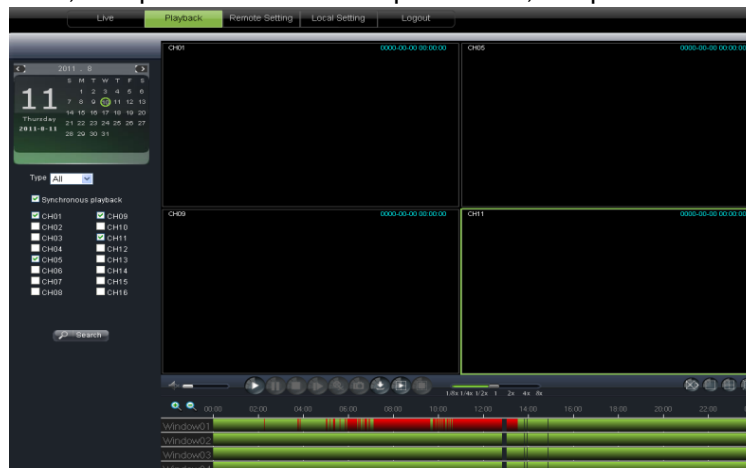 Live Playback Remote Setting Local Setting Logout
CH01 0000-00-00 00:00:00 CH05 0000-00-00 00:00:00
2011 . 8
S M T W T F S
1 2 3 4 5 6
7 8 9 10 11 12 13
14 15 16 17 18 19 20
21 22 23 24 25 26 27
28 29 30 31
11
Thursday
2011-8-11
Type All
Synchronous playback
CH01 CH09
CH02 CH10
CH03 CH11
CH04 CH12
CH05 CH13
CH06 CH14
CH07 CH15
CH08 CH16
Search
CH09 0000-00-00 00:00:00 CH11 0000-00-00 00:00:00
1/8x 1/4x 1/2x 1 2x 4x 8x
00:00 02:00 04:00 06:00 08:00 10:00 12:00 14:00 16:00 18:00 20:00 22:00
Window01
Window02
Window03